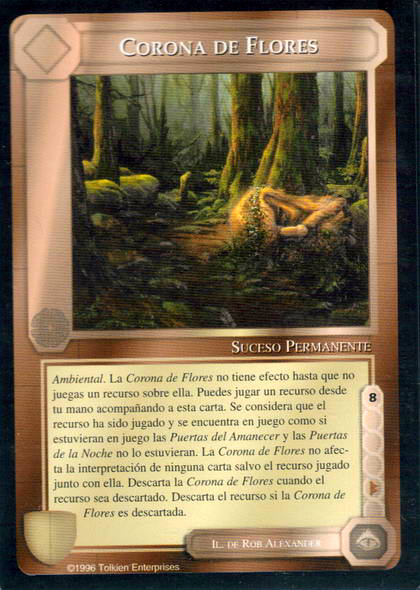 CORONA DE FLORES
SUCESO PERMANENTE
Ambiental. La Corona de Flores no tiene efecto hasta que no
juegas un recurso sobre ella. Puedes jugar un recurso desde
tu mano acompañando a esta carta. Se considera que el
recurso ha sido jugado y se encuentra en juego como si
estuvieran en juego las Puertas del Amanecer y las Puertas
de la Noche no lo estuvieran. La Corona de Flores no afec-
ta la interpretación de ninguna carta salvo el recurso jugado
junto con ella. Descarta la Corona de Flores cuando el
recurso sea descartado. Descarta el recurso si la Corona de
Flores es descartada.
8
IL. DE ROB ALEXANDER
©1996 Tolkien Enterprises